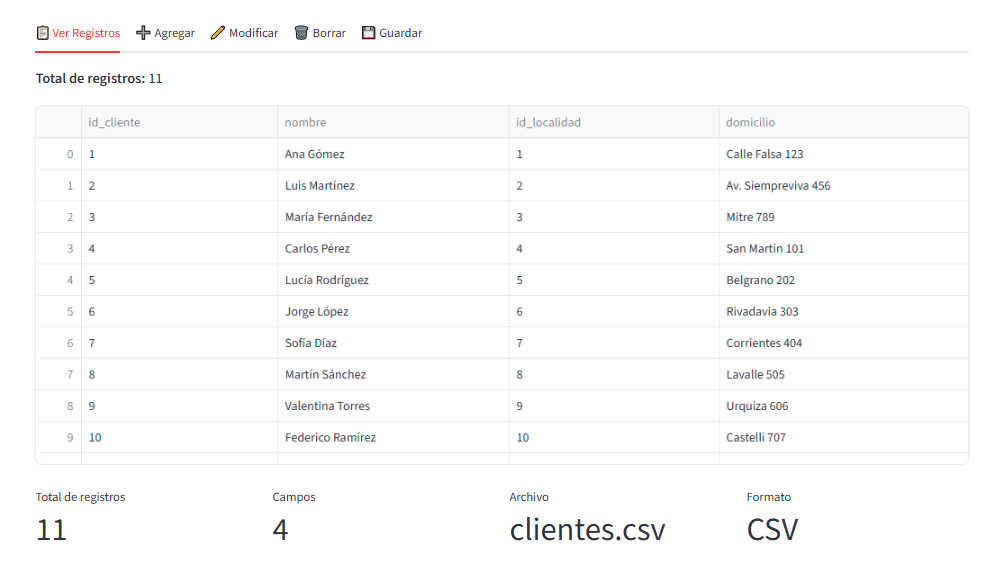 Ver Registros Agregar Modificar Borrar Guardar
Total de registros: 11
id_cliente nombre id_localidad domicilio
0 1 Ana Gómez 1 Calle Falsa 123
1 2 Luis Martínez 2 Av. Siempreviva 456
2 3 María Fernández 3 Mitre 789
3 4 Carlos Pérez 4 San Martín 101
4 5 Lucía Rodríguez 5 Belgrano 202
5 6 Jorge López 6 Rivadavia 303
6 7 Sofía Díaz 7 Corrientes 404
7 8 Martín Sánchez 8 Lavalle 505
8 9 Valentina Torres 9 Urquiza 606
9 10 Federico Ramírez 10 Castelli 707
Total de registros Campos Archivo Formato
11 4 clientes.csv CSV